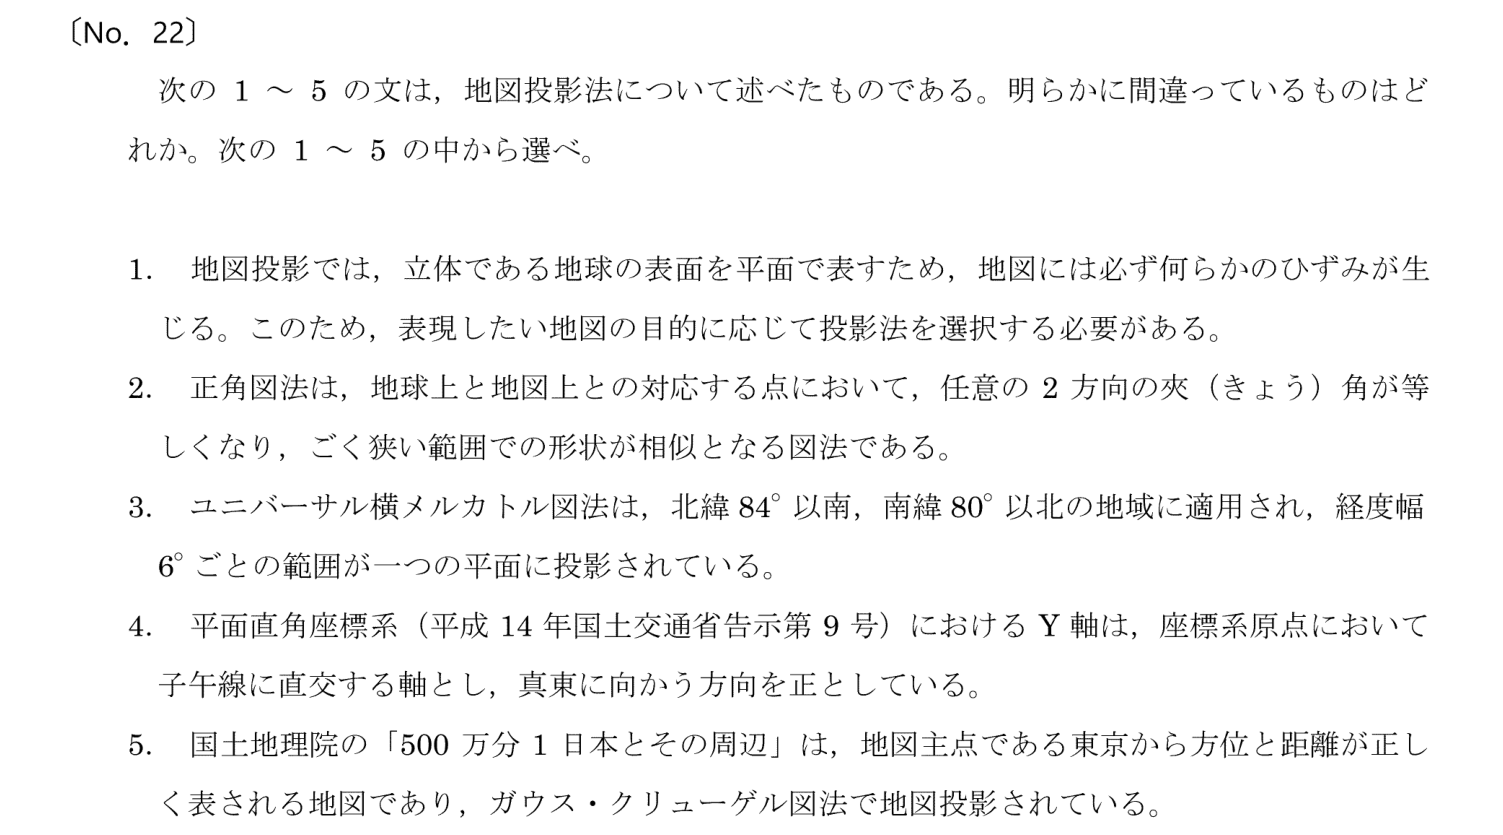 〔No. 22〕
次の 1 ~ 5 の文は，地図投影法について述べたものである。明らかに間違っているものはど
れか。次の 1 ~ 5 の中から選べ。
1. 地図投影では，立体である地球の表面を平面で表すため，地図には必ず何らかのひずみが生
じる。このため，表現したい地図の目的に応じて投影法を選択する必要がある。
2. 正角図法は，地球上と地図上との対応する点において，任意の 2 方向の夾（きょう）角が等
しくなり，ごく狭い範囲での形状が相似となる図法である。
3. ユニバーサル横メルカトル図法は，北緯 84° 以南，南緯 80° 以北の地域に適用され，経度幅
6° ごとの範囲が一つの平面に投影されている。
4. 平面直角座標系（平成 14 年国土交通省告示第 9 号）における Y 軸は，座標系原点において
子午線に直交する軸とし，真東に向かう方向を正としている。
5. 国土地理院の「500 万分 1 日本とその周辺」は，地図主点である東京から方位と距離が正し
く表される地図であり，ガウス・クリューゲル図法で地図投影されている。